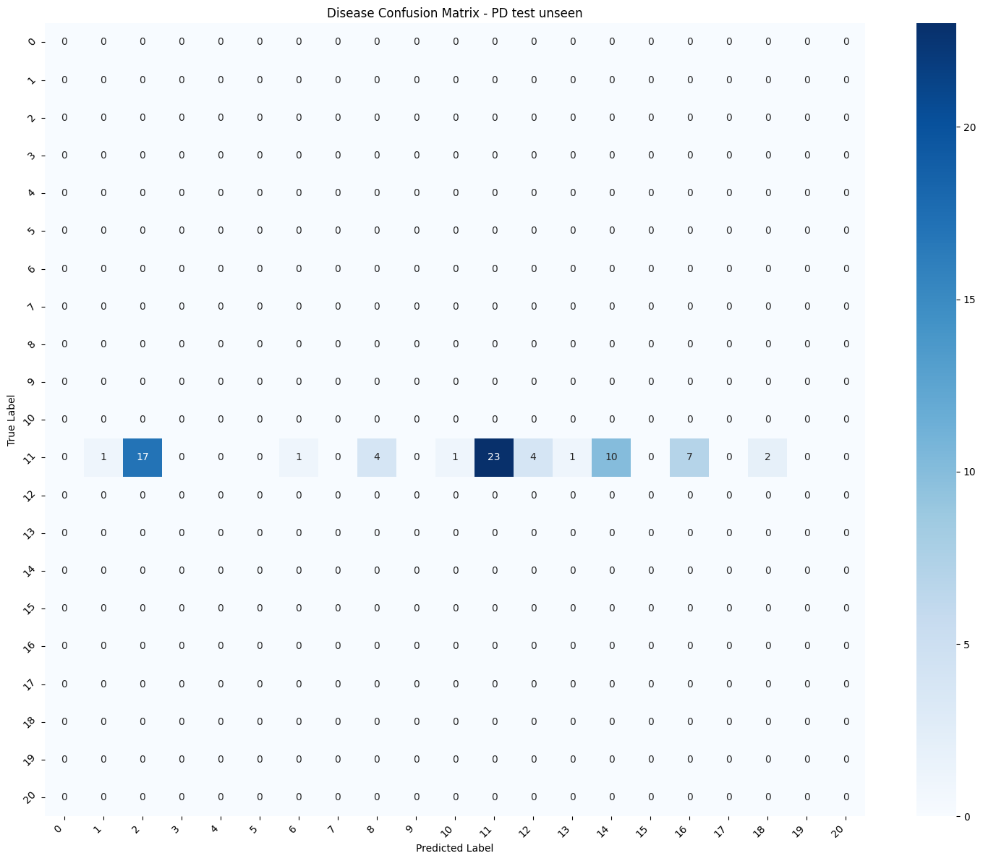 Disease Confusion Matrix - PD test unseen
True Label
0 0 0 0 0 0 0 0 0 0 0 0 0 0 0 0 0 0 0 0 0 0
1 0 0 0 0 0 0 0 0 0 0 0 0 0 0 0 0 0 0 0 0 0
2 0 0 0 0 0 0 0 0 0 0 0 0 0 0 0 0 0 0 0 0 0
3 0 0 0 0 0 0 0 0 0 0 0 0 0 0 0 0 0 0 0 0 0
4 0 0 0 0 0 0 0 0 0 0 0 0 0 0 0 0 0 0 0 0 0
5 0 0 0 0 0 0 0 0 0 0 0 0 0 0 0 0 0 0 0 0 0
6 0 0 0 0 0 0 0 0 0 0 0 0 0 0 0 0 0 0 0 0 0
7 0 0 0 0 0 0 0 0 0 0 0 0 0 0 0 0 0 0 0 0 0
8 0 0 0 0 0 0 0 0 0 0 0 0 0 0 0 0 0 0 0 0 0
9 0 0 0 0 0 0 0 0 0 0 0 0 0 0 0 0 0 0 0 0 0
10 0 0 0 0 0 0 0 0 0 0 0 0 0 0 0 0 0 0 0 0 0
11 0 1 17 0 0 0 1 0 4 0 1 23 4 1 10 0 7 0 2 0 0
12 0 0 0 0 0 0 0 0 0 0 0 0 0 0 0 0 0 0 0 0 0
13 0 0 0 0 0 0 0 0 0 0 0 0 0 0 0 0 0 0 0 0 0
14 0 0 0 0 0 0 0 0 0 0 0 0 0 0 0 0 0 0 0 0 0
15 0 0 0 0 0 0 0 0 0 0 0 0 0 0 0 0 0 0 0 0 0
16 0 0 0 0 0 0 0 0 0 0 0 0 0 0 0 0 0 0 0 0 0
17 0 0 0 0 0 0 0 0 0 0 0 0 0 0 0 0 0 0 0 0 0
18 0 0 0 0 0 0 0 0 0 0 0 0 0 0 0 0 0 0 0 0 0
19 0 0 0 0 0 0 0 0 0 0 0 0 0 0 0 0 0 0 0 0 0
20 0 0 0 0 0 0 0 0 0 0 0 0 0 0 0 0 0 0 0 0 0
0 1 2 3 4 5 6 7 8 9 10 11 12 13 14 15 16 17 18 19 20
Predicted Label
20
15
10
5
0